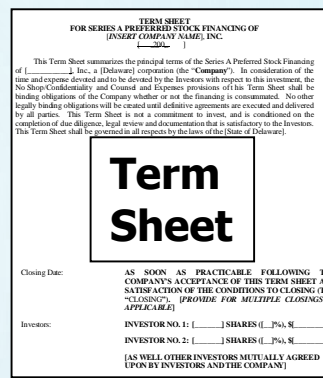 TERM SHEET
FOR SERIES A PREFERRED STOCK FINANCING OF
[INSERT COMPANY NAME], INC.
[ __, 200_ ]
This Term Sheet summarizes the principal terms of the Series A Preferred Stock Financing
of [___________], Inc., a [Delaware] corporation (the “Company”). In consideration of the
time and expense devoted and to be devoted by the Investors with respect to this investment, the
No Shop/Confidentiality and Counsel and Expenses provisions of this Term Sheet shall be
binding obligations of the Company whether or not the financing is consummated. No other
legally binding obligations will be created until definitive agreements are executed and delivered
by all parties. This Term Sheet is not a commitment to invest, and is conditioned on the
completion of due diligence, legal review and documentation that is satisfactory to the Investors.
This Term Sheet shall be governed in all respects by the laws of the [State of Delaware].
Term
Sheet
Closing Date: AS SOON AS PRACTICABLE FOLLOWING T
COMPANY’S ACCEPTANCE OF THIS TERM SHEET A
SATISFACTION OF THE CONDITIONS TO CLOSING (T
“CLOSING”). [PROVIDE FOR MULTIPLE CLOSINGS
APPLICABLE]
Investors: INVESTOR NO. 1: [_______] SHARES ([__]%), $[_____
INVESTOR NO. 2: [_______] SHARES ([__]%), $[_____
[AS WELL OTHER INVESTORS MUTUALLY AGREED
UPON BY INVESTORS AND THE COMPANY]